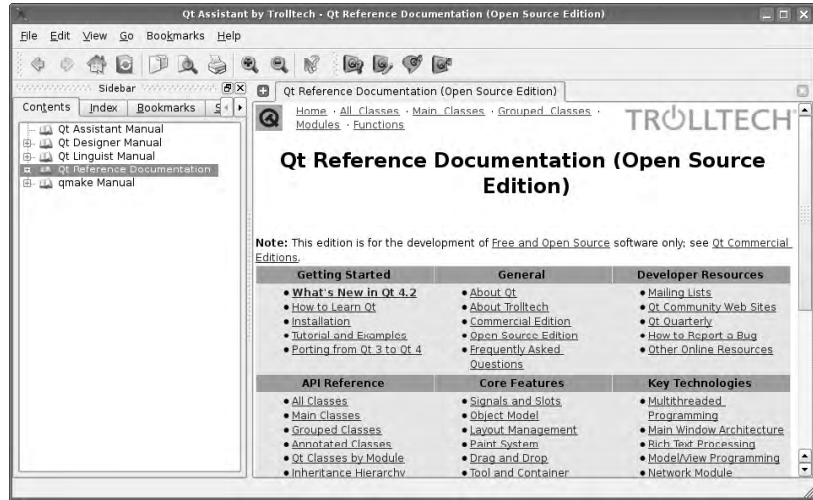 Qt Assistant by Trolltech - Qt Reference Documentation (Open Source Edition)
File Edit View Go Bookmarks Help
Sidebar
Contents Index Bookmarks S
Qt Assistant Manual
Qt Designer Manual
Qt Linguist Manual
Qt Reference Documentation
qmake Manual
Qt Reference Documentation (Open Source Edition)
Home · All Classes · Main Classes · Grouped Classes ·
Modules · Functions
TROLLTECH
Qt Reference Documentation (Open Source
Edition)
Note: This edition is for the development of Free and Open Source software only; see Qt Commercial
Editions.
Getting Started
• What's New in Qt 4.2
• How to Learn Qt
• Installation
• Tutorial and Examples
• Porting from Qt 3 to Qt 4
General
• About Qt
• About Trolltech
• Commercial Edition
• Open Source Edition
• Frequently Asked
Questions
Developer Resources
• Mailing Lists
• Qt Community Web Sites
• Qt Quarterly
• How to Report a Bug
• Other Online Resources
API Reference
• All Classes
• Main Classes
• Grouped Classes
• Annotated Classes
• Qt Classes by Module
• Inheritance Hierarchy
Core Features
• Signals and Slots
• Object Model
• Layout Management
• Paint System
• Drag and Drop
• Tool and Container
Key Technologies
• Multithreaded
Programming
• Main Window Architecture
• Rich Text Processing
• Model/View Programming
• Network Module